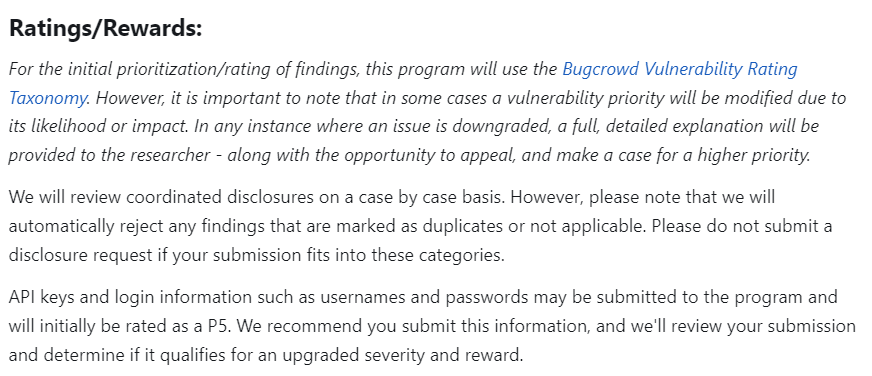 Ratings/Rewards:
For the initial prioritization/rating of findings, this program will use the Bugcrowd Vulnerability Rating
Taxonomy. However, it is important to note that in some cases a vulnerability priority will be modified due to
its likelihood or impact. In any instance where an issue is downgraded, a full, detailed explanation will be
provided to the researcher - along with the opportunity to appeal, and make a case for a higher priority.
We will review coordinated disclosures on a case by case basis. However, please note that we will
automatically reject any findings that are marked as duplicates or not applicable. Please do not submit a
disclosure request if your submission fits into these categories.
API keys and login information such as usernames and passwords may be submitted to the program and
will initially be rated as a P5. We recommend you submit this information, and we'll review your submission
and determine if it qualifies for an upgraded severity and reward.